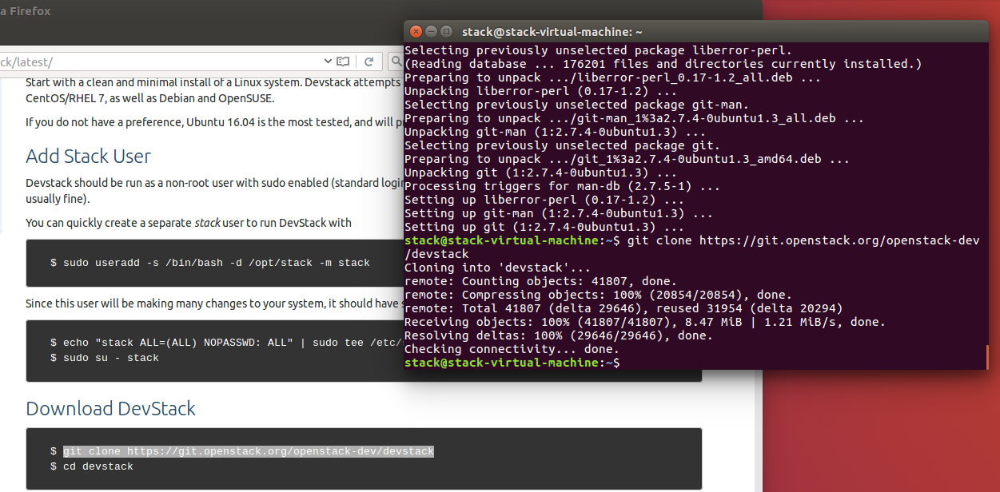 a Firefox
ck/latest/
Start with a clean and minimal install of a Linux system. Devstack attempts
CentOS/RHEL 7, as well as Debian and OpenSUSE.
If you do not have a preference, Ubuntu 16.04 is the most tested, and will p
Add Stack User
Devstack should be run as a non-root user with sudo enabled (standard login
usually fine).
You can quickly create a separate stack user to run DevStack with
$ sudo useradd -s /bin/bash -d /opt/stack -m stack
Since this user will be making many changes to your system, it should have s
$ echo "stack ALL=(ALL) NOPASSWD: ALL" | sudo tee /etc/s
$ sudo su - stack
Download DevStack
$ git clone https://git.openstack.org/openstack-dev/devstack
$ cd devstack
stack@stack-virtual-machine: ~
Selecting previously unselected package liberror-perl.
(Reading database ... 176201 files and directories currently installed.)
Preparing to unpack .../liberror-perl_0.17-1.2_all.deb ...
Unpacking liberror-perl (0.17-1.2) ...
Selecting previously unselected package git-man.
Preparing to unpack .../git-man_1%3a2.7.4-0ubuntu1.3_all.deb ...
Unpacking git-man (1:2.7.4-0ubuntu1.3) ...
Selecting previously unselected package git.
Preparing to unpack .../git_1%3a2.7.4-0ubuntu1.3_amd64.deb ...
Unpacking git (1:2.7.4-0ubuntu1.3) ...
Processing triggers for man-db (2.7.5-1) ...
Setting up liberror-perl (0.17-1.2) ...
Setting up git-man (1:2.7.4-0ubuntu1.3) ...
Setting up git (1:2.7.4-0ubuntu1.3) ...
stack@stack-virtual-machine:~$ git clone https://git.openstack.org/openstack-dev
/devstack
Cloning into 'devstack'...
remote: Counting objects: 41807, done.
remote: Compressing objects: 100% (20854/20854), done.
remote: Total 41807 (delta 29646), reused 31954 (delta 20294)
Receiving objects: 100% (41807/41807), 8.47 MiB | 1.21 MiB/s, done.
Resolving deltas: 100% (29646/29646), done.
Checking connectivity... done.
stack@stack-virtual-machine:~$